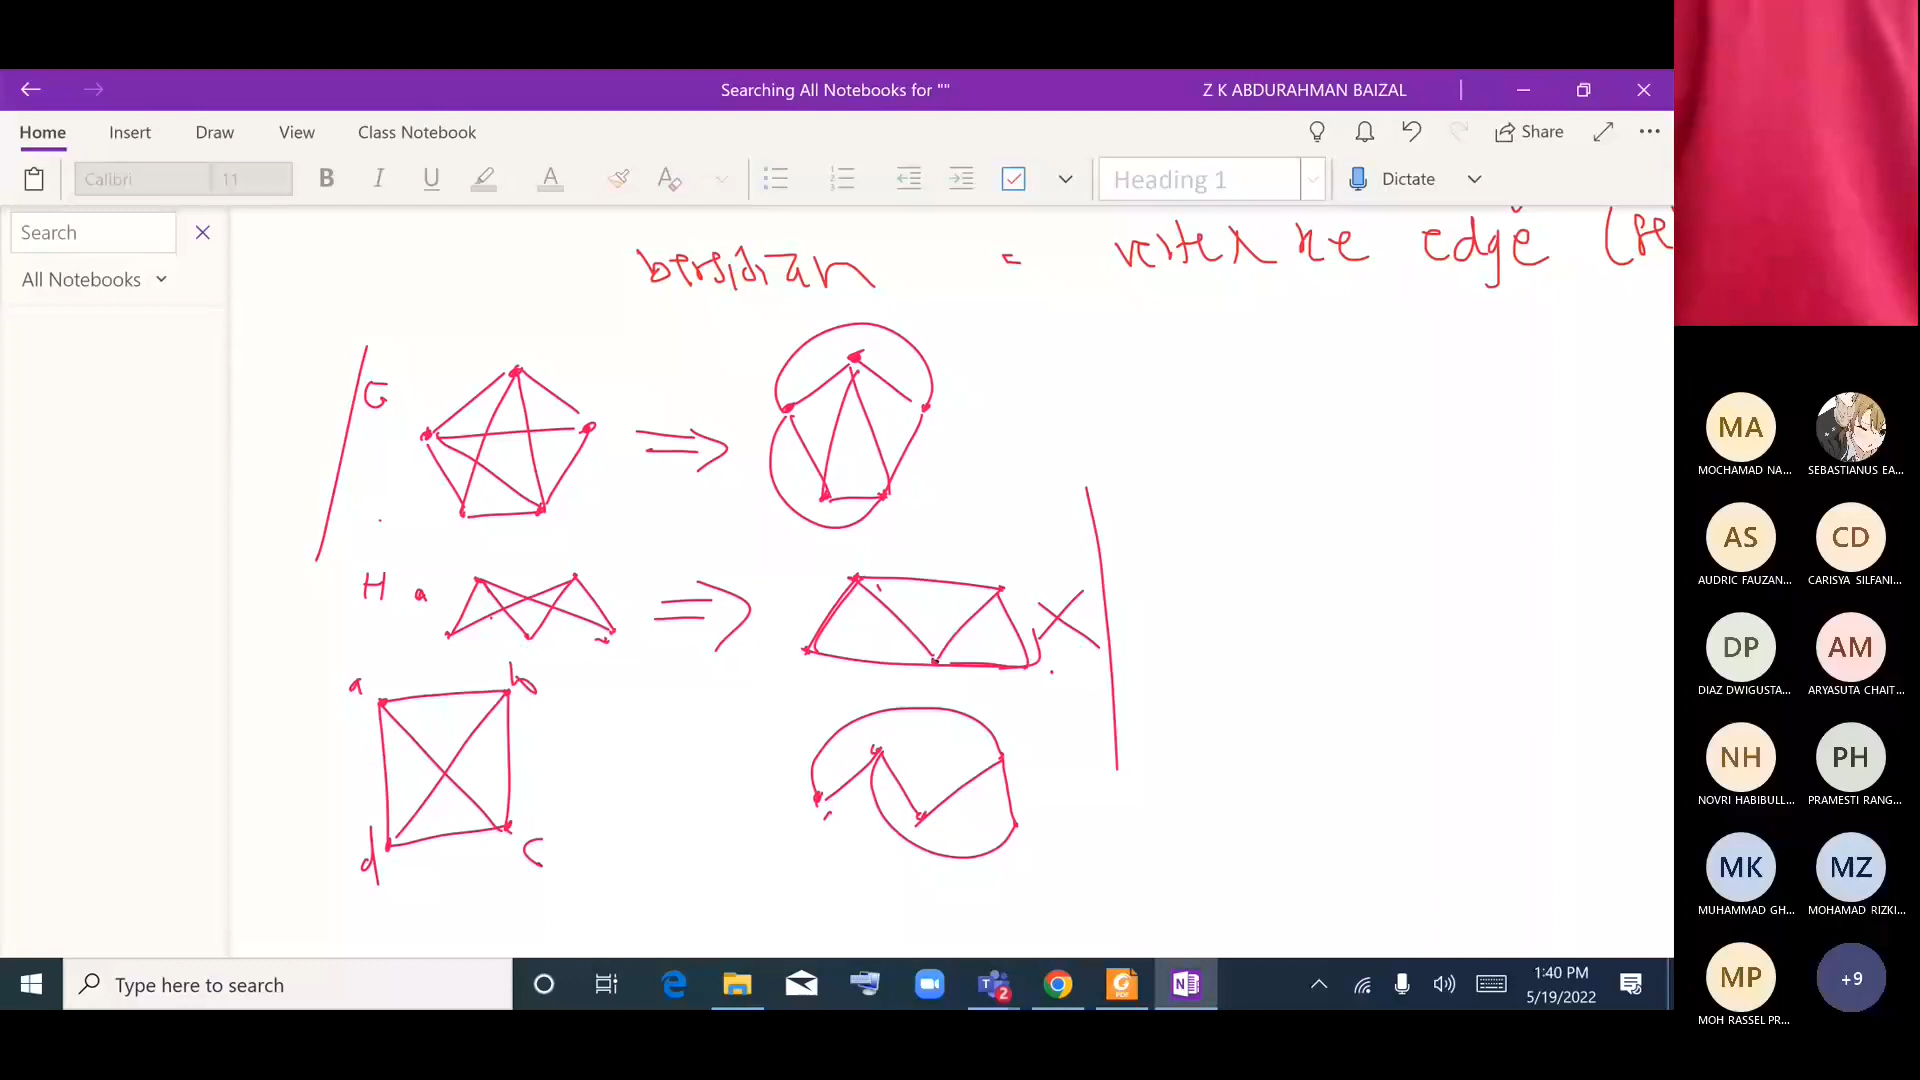 Searching All Notebooks for ""
Z K ABDURAHMAN BAIZAL
Home Insert Draw View Class Notebook
Share
Calibri 11 B I U A A Heading 1 Dictate
Search
All Notebooks
bersisian = vertex ke edge
G
H a
a b
d c
MA
MOCHAMAD NA...
SEBASTIANUS EA...
AS
AUDRIC FAUZAN...
CD
CARISYA SILFANI...
DP
DIAZ DWIGUSTA...
AM
ARYASUTA CHAIT...
NH
NOVRI HABIBULL...
PH
PRAMESTI RANG...
MK
MUHAMMAD GH...
MZ
MOHAMAD RIZKI...
MP
MOH RASSEL PR...
+9
Type here to search
2
PDF
N
1:40 PM
5/19/2022